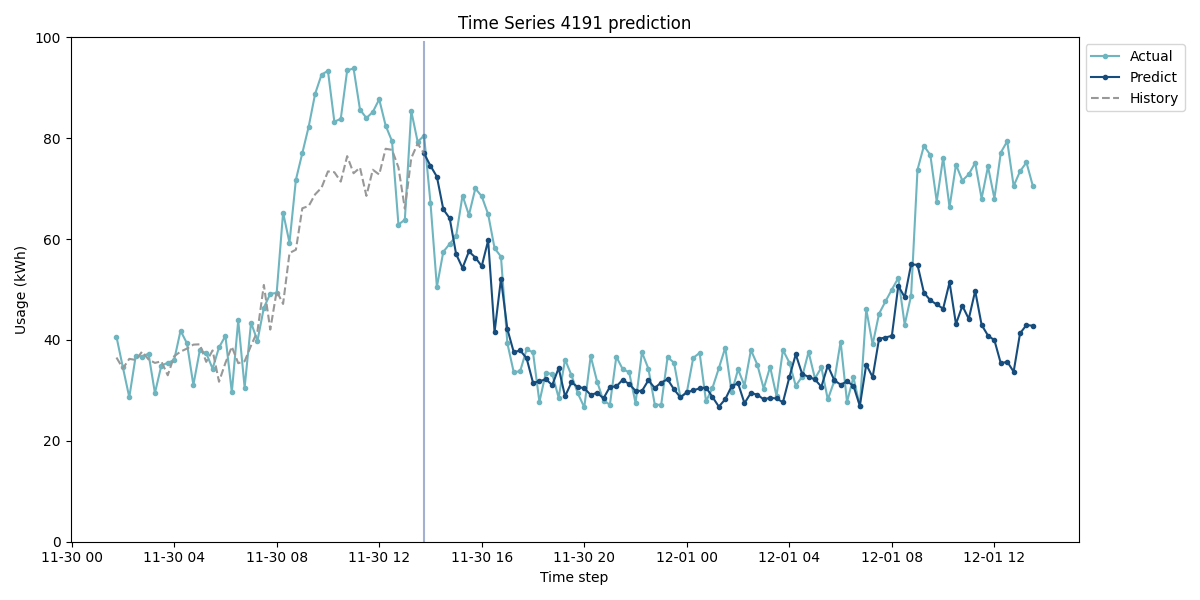 Time Series 4191 prediction
100
80
60
40
20
0
Usage (kWh)
11-30 00 11-30 04 11-30 08 11-30 12 11-30 16 11-30 20 12-01 00 12-01 04 12-01 08 12-01 12
Time step
Actual
Predict
History